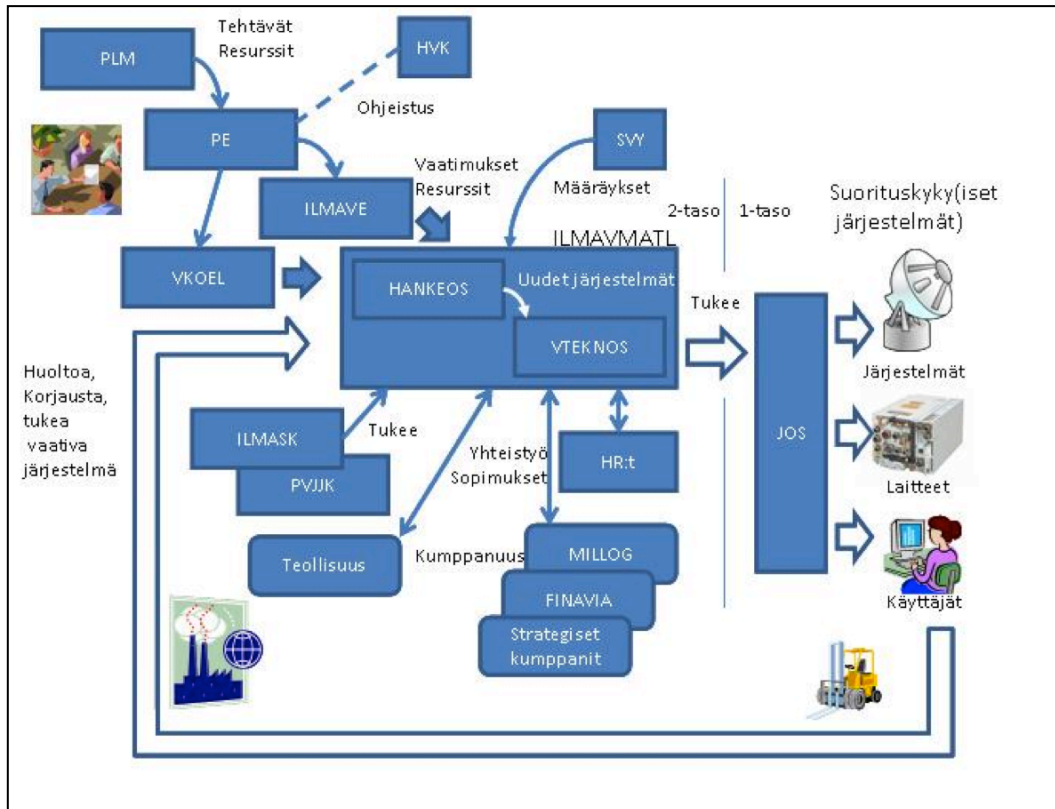 Tehtävät
Resurssit
PLM
HVK
Ohjeistus
PE
SVY
Vaatimukset
Resurssit
Määräykset
ILMAVE
2-taso
1-taso
Suorituskyky(iset
järjestelmät)
ILMAVMATL
VKOEL
HANKEOS
Uudet järjestelmät
VTEKNOS
Tukee
JOS
Järjestelmät
Laitteet
Käyttäjät
Huoltoa,
Korjausta,
tukea
vaativa
järjestelmä
ILMASK
PVJJK
Tukee
Yhteistyö
Sopimukset
HR:t
Teollisuus
Kumppanuus
MILLOG
FINAVIA
Strategiset
kumppanit